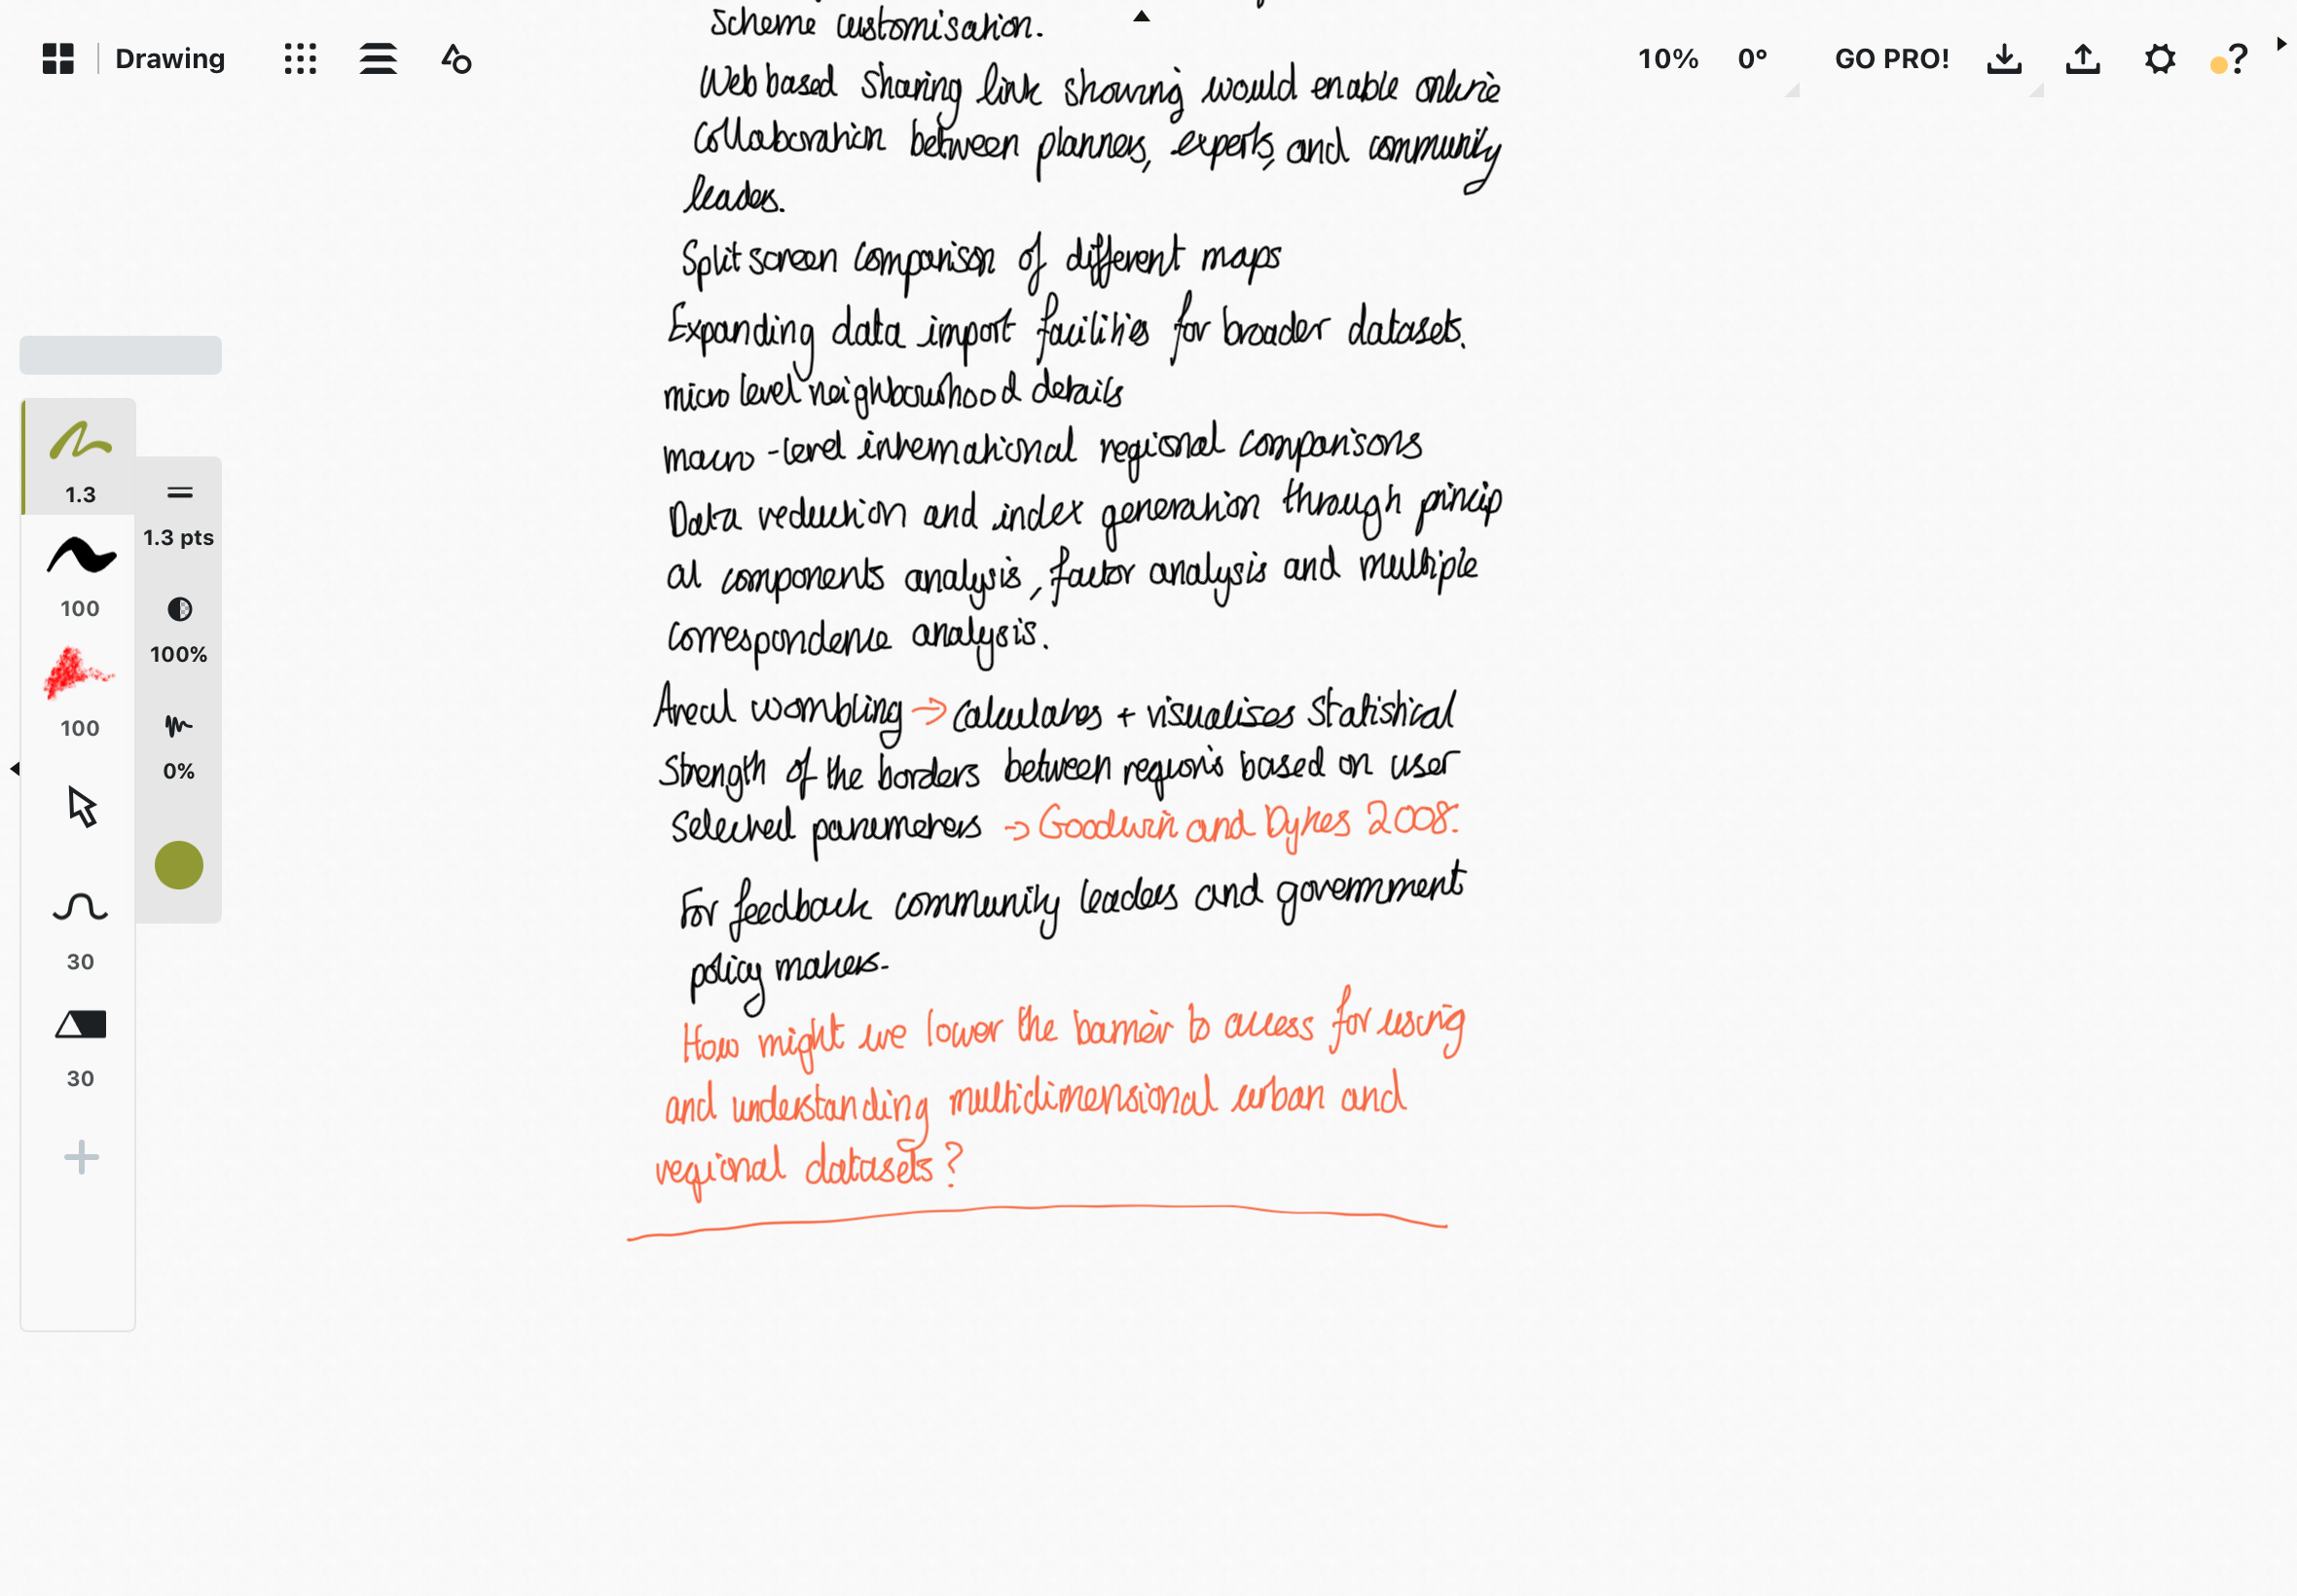 scheme customisation.
Drawing
10%
0°
GO PRO!
?
Web based sharing link showing would enable online
collaboration between planners, experts, and community
leaders.
Split screen comparison of different maps
Expanding data import facilities for broader datasets.
micro level neighbourhood details
macro-level international regional comparisons
Data reduction and index generation through princip
al components analysis, factor analysis and multiple
correspondence analysis.
Areal wombling → calculates + visualises statistical
strength of the borders between regions based on user
selected paremeters → Goodwin and Dykes 2008.
For feedback community leaders and government
policy makers.
How might we lower the barrier to access for using
and understanding multidimensional urban and
regional datasets?
1.3
1.3 pts
100
100%
100
0%
30
30